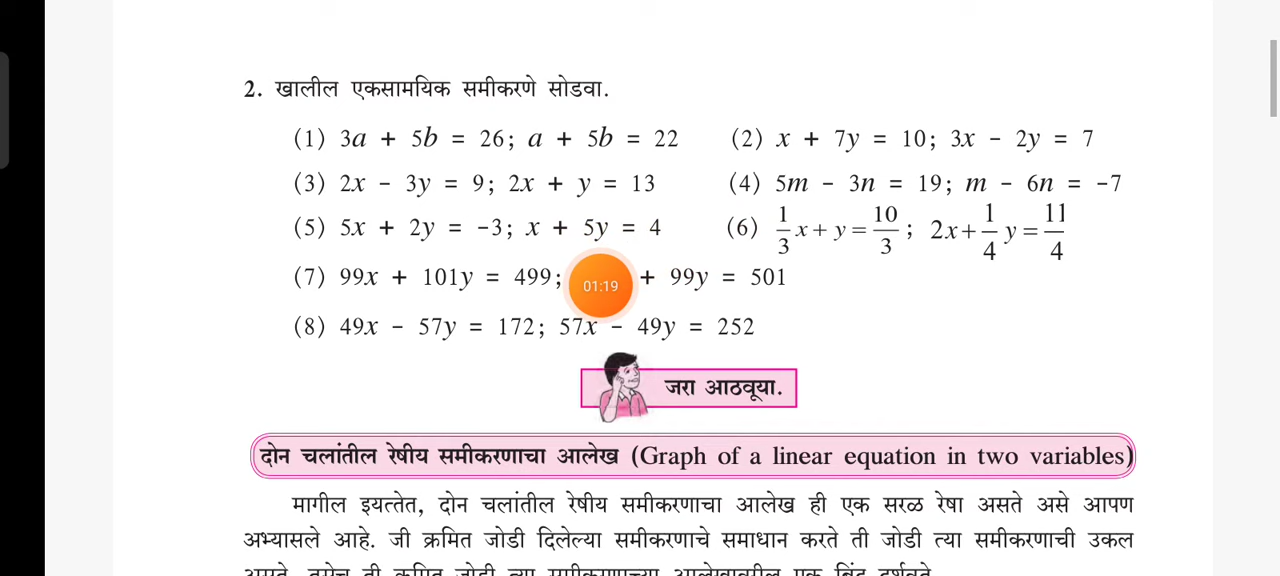 2. खालील एकसामयिक समीकरणे सोडवा.
(1) 3a + 5b = 26; a + 5b = 22 (2) x + 7y = 10; 3x - 2y = 7
(3) 2x - 3y = 9; 2x + y = 13 (4) 5m - 3n = 19; m - 6n = -7
(5) 5x + 2y = -3; x + 5y = 4 (6) 1/3 x + y = 10/3; 2x + 1/4 y = 11/4
(7) 99x + 101y = 499; 01:19 + 99y = 501
(8) 49x - 57y = 172; 57x - 49y = 252
जरा आठवूया.
दोन चलांतील रेषीय समीकरणाचा आलेख (Graph of a linear equation in two variables)
मागील इयत्तेत, दोन चलांतील रेषीय समीकरणाचा आलेख ही एक सरळ रेषा असते असे आपण
अभ्यासले आहे. जी क्रमित जोडी दिलेल्या समीकरणाचे समाधान करते ती जोडी त्या समीकरणाची उकल